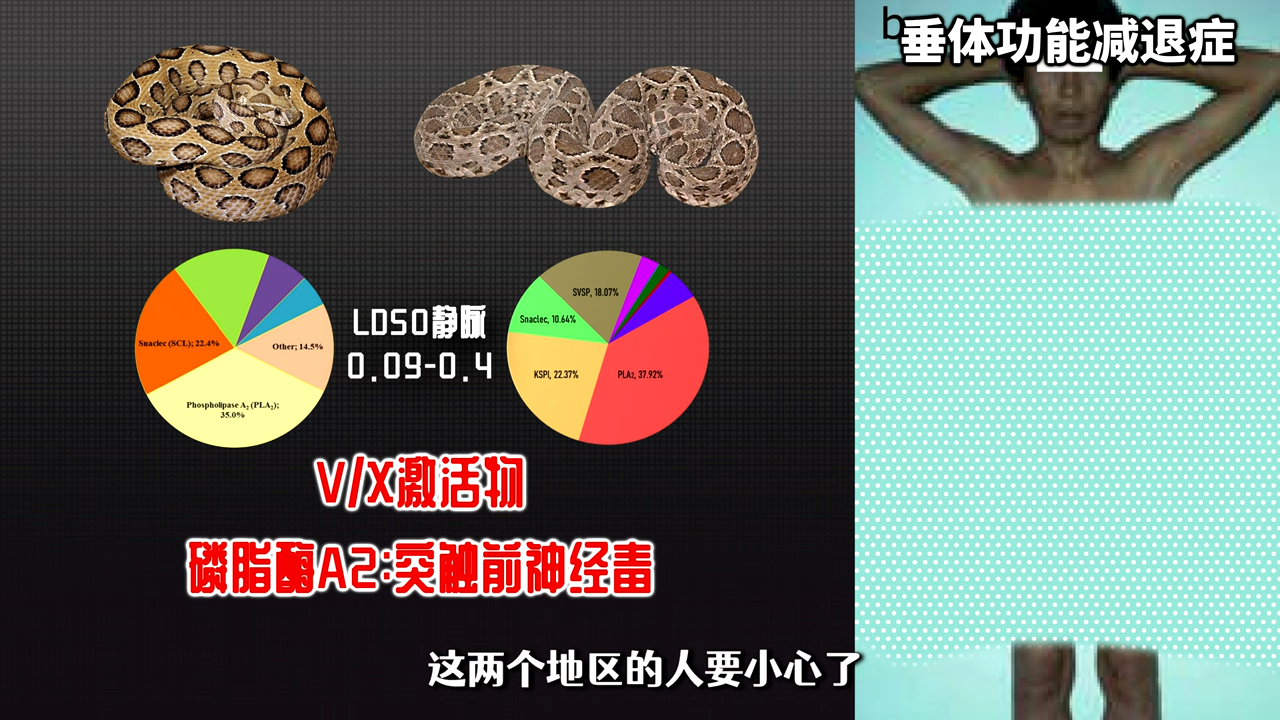 b
垂体功能减退症
Snaclec (SCL); 22.4%
Other; 14.5%
Phospholipase A2 (PLA2);
35.0%
LD50静脉
0.09-0.4
SVSP, 18.07%
Snaclec, 10.64%
KSPI, 22.37%
PLA2, 37.92%
V/X激活物
磷脂酶A2:突触前神经毒
这两个地区的人要小心了